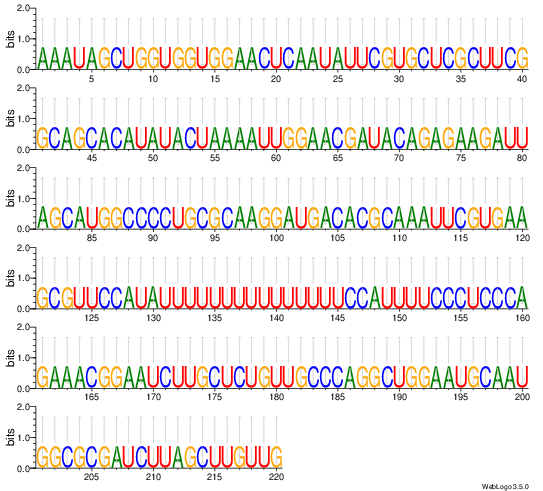 2.0
bits
1.0
0.0
AAAUAGCUGGUGGUGGAACUCAAUAUUCGUGCUCGCUUCG
5 10 15 20 25 30 35 40
2.0
bits
1.0
0.0
GCAGCACAUAUACUAAAAUUGGAACGAUACAGAGAAGAUU
45 50 55 60 65 70 75 80
2.0
bits
1.0
0.0
AGCAUGGCCCCUGCGCAAGGAUGACACGCAAAUUCGUGAA
85 90 95 100 105 110 115 120
2.0
bits
1.0
0.0
GCGUUCCAUAUUUUUUUUUUUUUUUCCAUUUUCCCUCCCA
125 130 135 140 145 150 155 160
2.0
bits
1.0
0.0
GAAACGGAAUCUUGCUCUGUUGCCCAGGCUGGAAUGCAAU
165 170 175 180 185 190 195 200
2.0
bits
1.0
0.0
GGCGCGAUCUUAGCUUGUUG
205 210 215 220
WebLogo 3.5.0